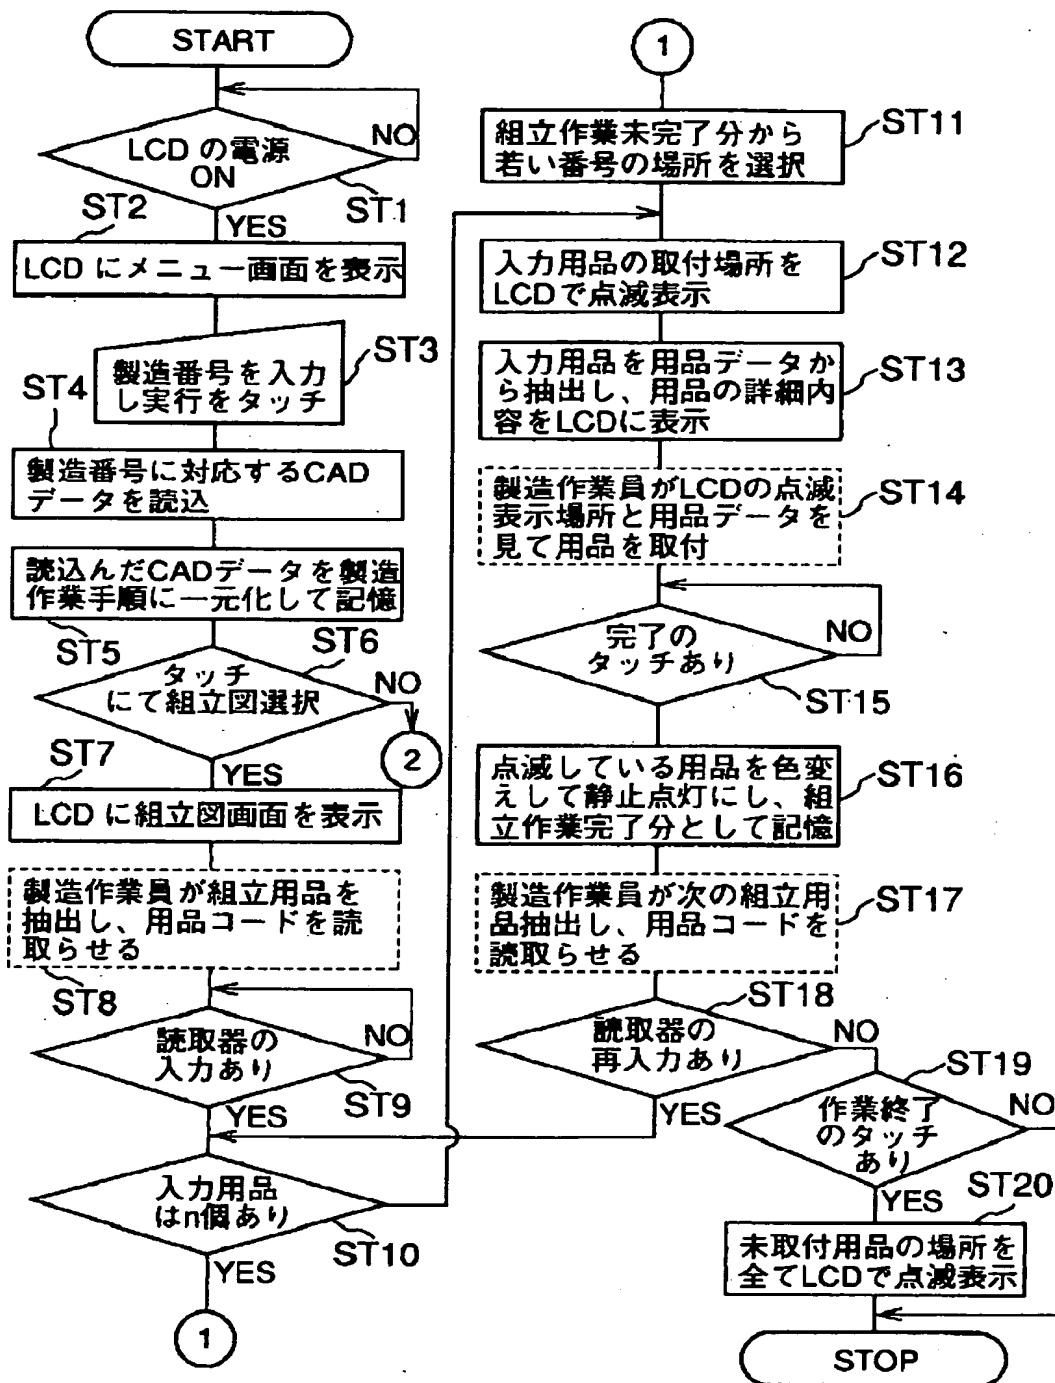 START
LCD の電源
ON
NO
ST1
YES
ST2
LCD にメニュー画面を表示
製造番号を入力
し実行をタッチ
ST3
ST4
製造番号に対応するCAD
データを読込
読込んだCADデータを製造
作業手順に一元化して記憶
ST5
ST6
タッチ
にて組立図選択
NO
2
YES
ST7
LCDに組立図画面を表示
製造作業員が組立用品を
抽出し、用品コードを読
取らせる
ST8
読取器の
入力あり
NO
ST9
YES
入力用品
はn個あり
ST10
YES
1
1
組立作業未完了分から
若い番号の場所を選択
ST11
入力用品の取付場所を
LCDで点減表示
ST12
入力用品を用品データか
ら抽出し、用品の詳細内
容をLCDに表示
ST13
製造作業員がLCDの点減
表示場所と用品データを
見て用品を取付
ST14
完了の
タッチあり
NO
ST15
点減している用品を色変
えして静止点灯にし、組
立作業完了分として記憶
ST16
製造作業員が次の組立用
品抽出し、用品コードを
読取らせる
ST17
ST18
読取器の
再入力あり
NO
YES
ST19
作業終了
のタッチ
あり
NO
YES
ST20
未取付用品の場所を
全てLCDで点減表示
STOP